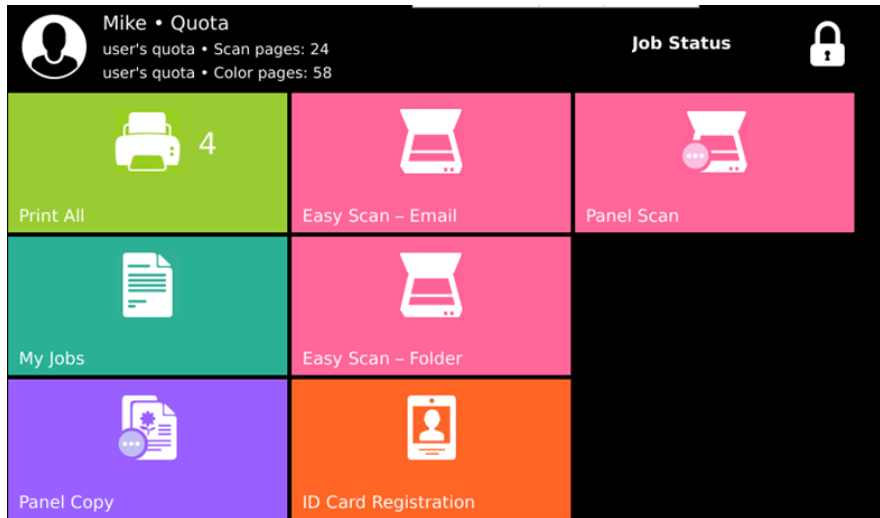 Mike • Quota
user's quota • Scan pages: 24
user's quota • Color pages: 58
Job Status
4
Print All
Easy Scan – Email
Panel Scan
My Jobs
Easy Scan – Folder
Panel Copy
ID Card Registration